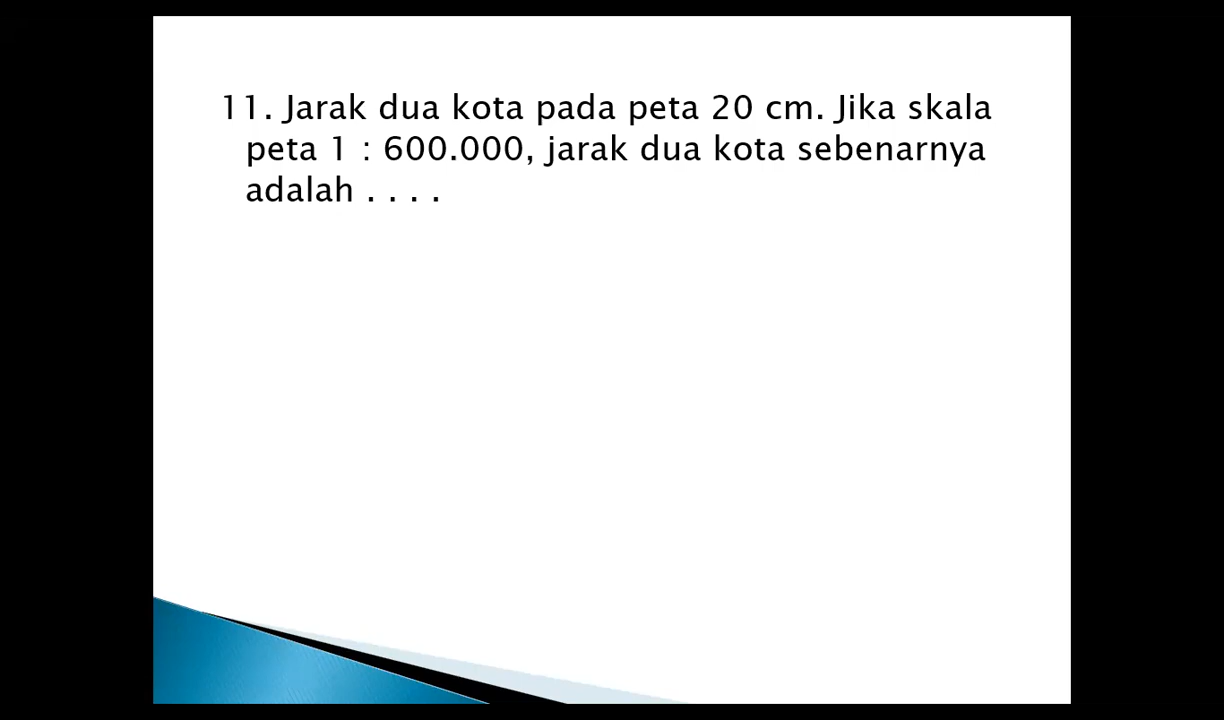 11. Jarak dua kota pada peta 20 cm. Jika skala
peta 1 : 600.000, jarak dua kota sebenarnya
adalah . . . .